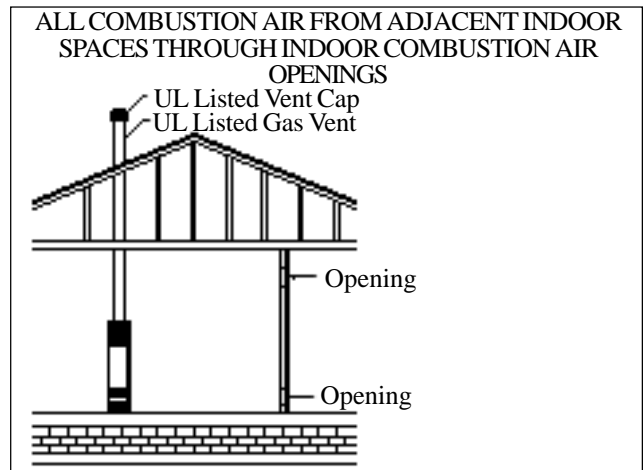 ALL COMBUSTION AIR FROM ADJACENT INDOOR
SPACES THROUGH INDOOR COMBUSTION AIR
OPENINGS
UL Listed Vent Cap
UL Listed Gas Vent
Opening
Opening